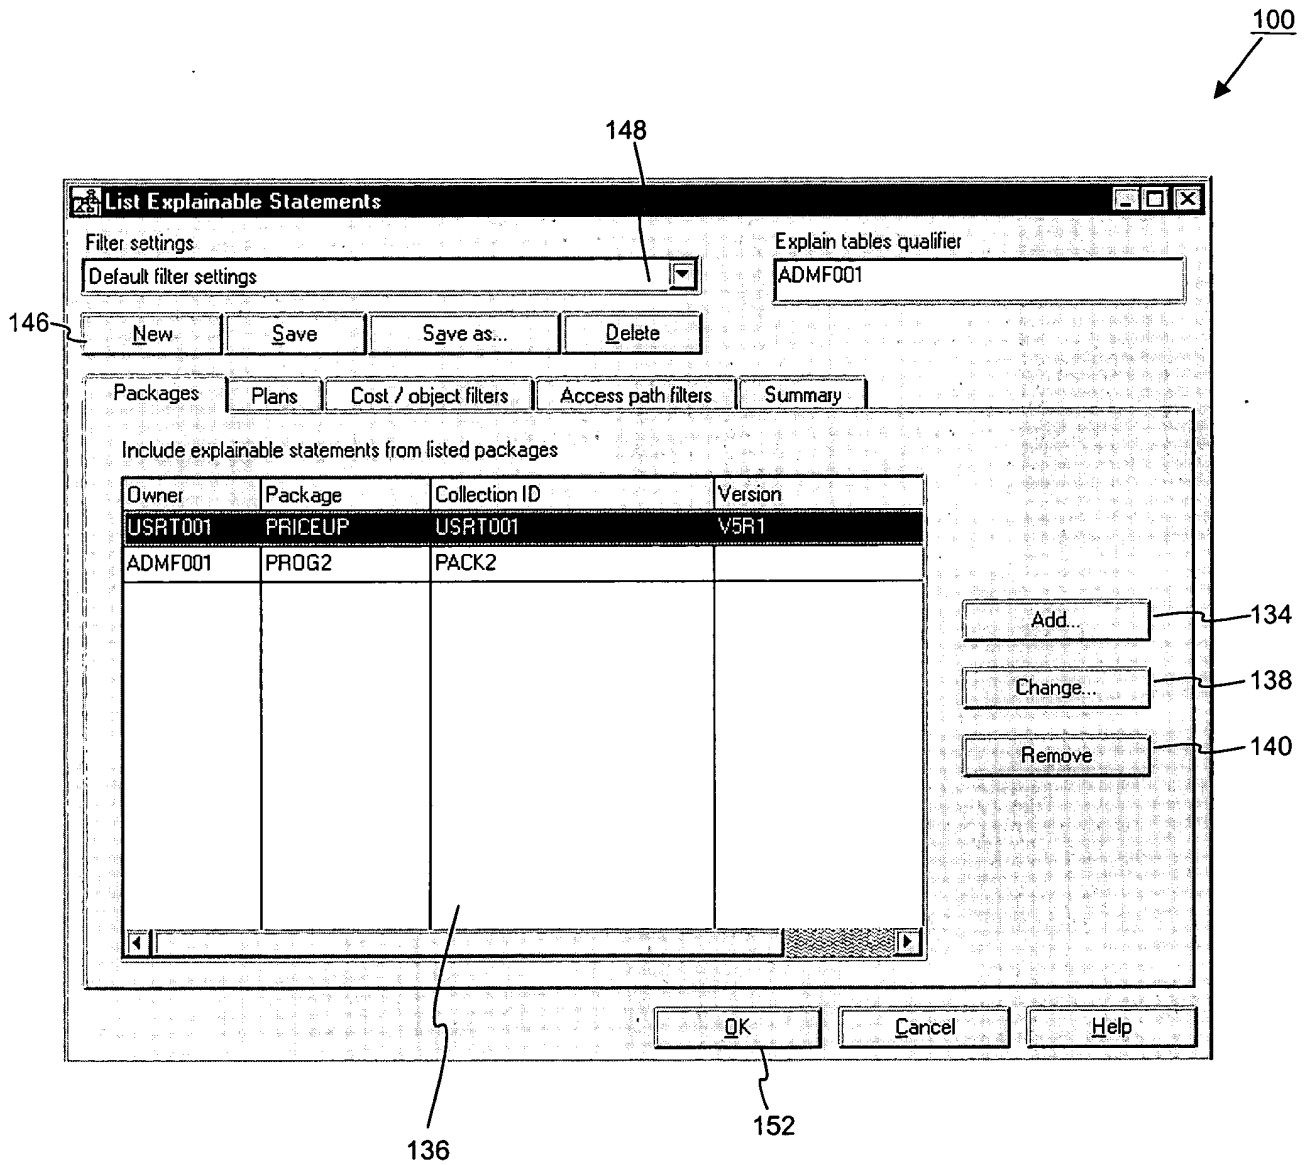 100
148
List Explainable Statements
Filter settings
Explain tables qualifier
Default filter settings
ADMF001
146
New
Save
Save as...
Delete
Packages
Plans
Cost / object filters
Access path filters
Summary
Include explainable statements from listed packages
Owner
Package
Collection ID
Version
USRT001
PRICEUP
USRT001
V5R1
ADMF001
PROG2
PACK2
Add...
134
Change...
138
Remove
140
OK
Cancel
Help
152
136